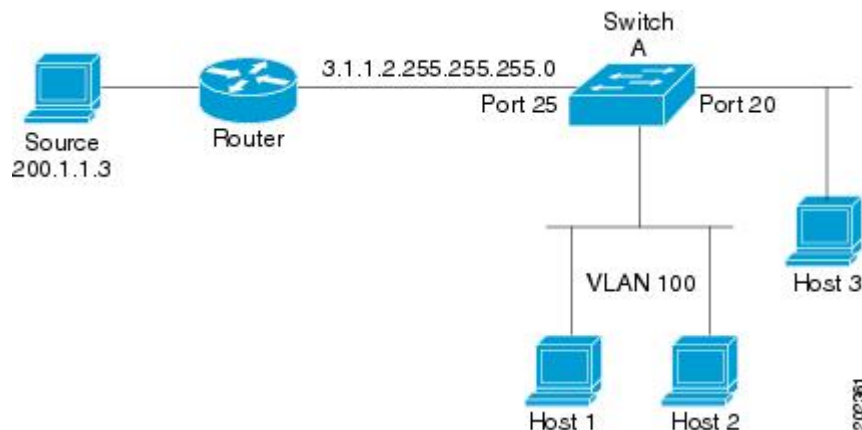 Switch
A
3.1.1.2.255.255.255.0
Port 25
Port 20
Source
200.1.1.3
Router
VLAN 100
Host 3
Host 1
Host 2